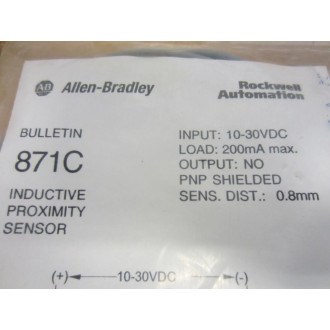 AB Allen-Bradley
Rockwell
Automation
BULLETIN
871C
INDUCTIVE
PROXIMITY
SENSOR
INPUT: 10-30VDC
LOAD: 200mA max.
OUTPUT: NO
PNP SHIELDED
SENS. DIST.: 0.8mm
(+) 10-30VDC (-)